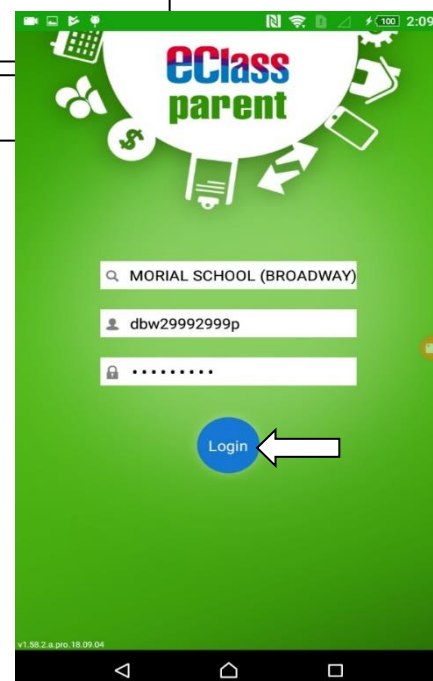 100 2:09
eClass
parent
MORIAL SCHOOL (BROADWAY)
dbw29992999p
•••••••••
Login
v1.58.2.a.pro.18.09.04